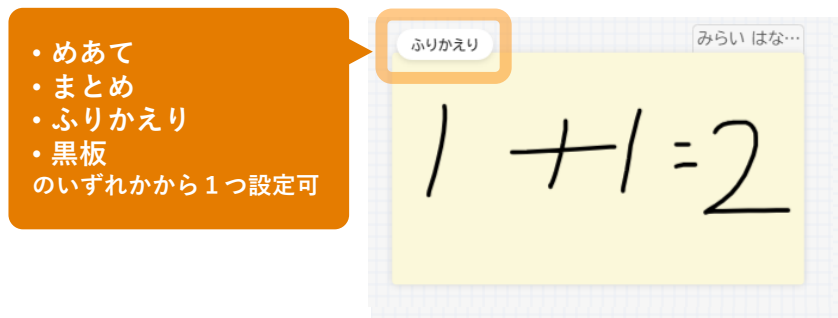 • めあて
• まとめ
• ふりかえり
• 黒板
のいずれかから１つ設定可
ふりかえり
みらい はな…
1 +1=2